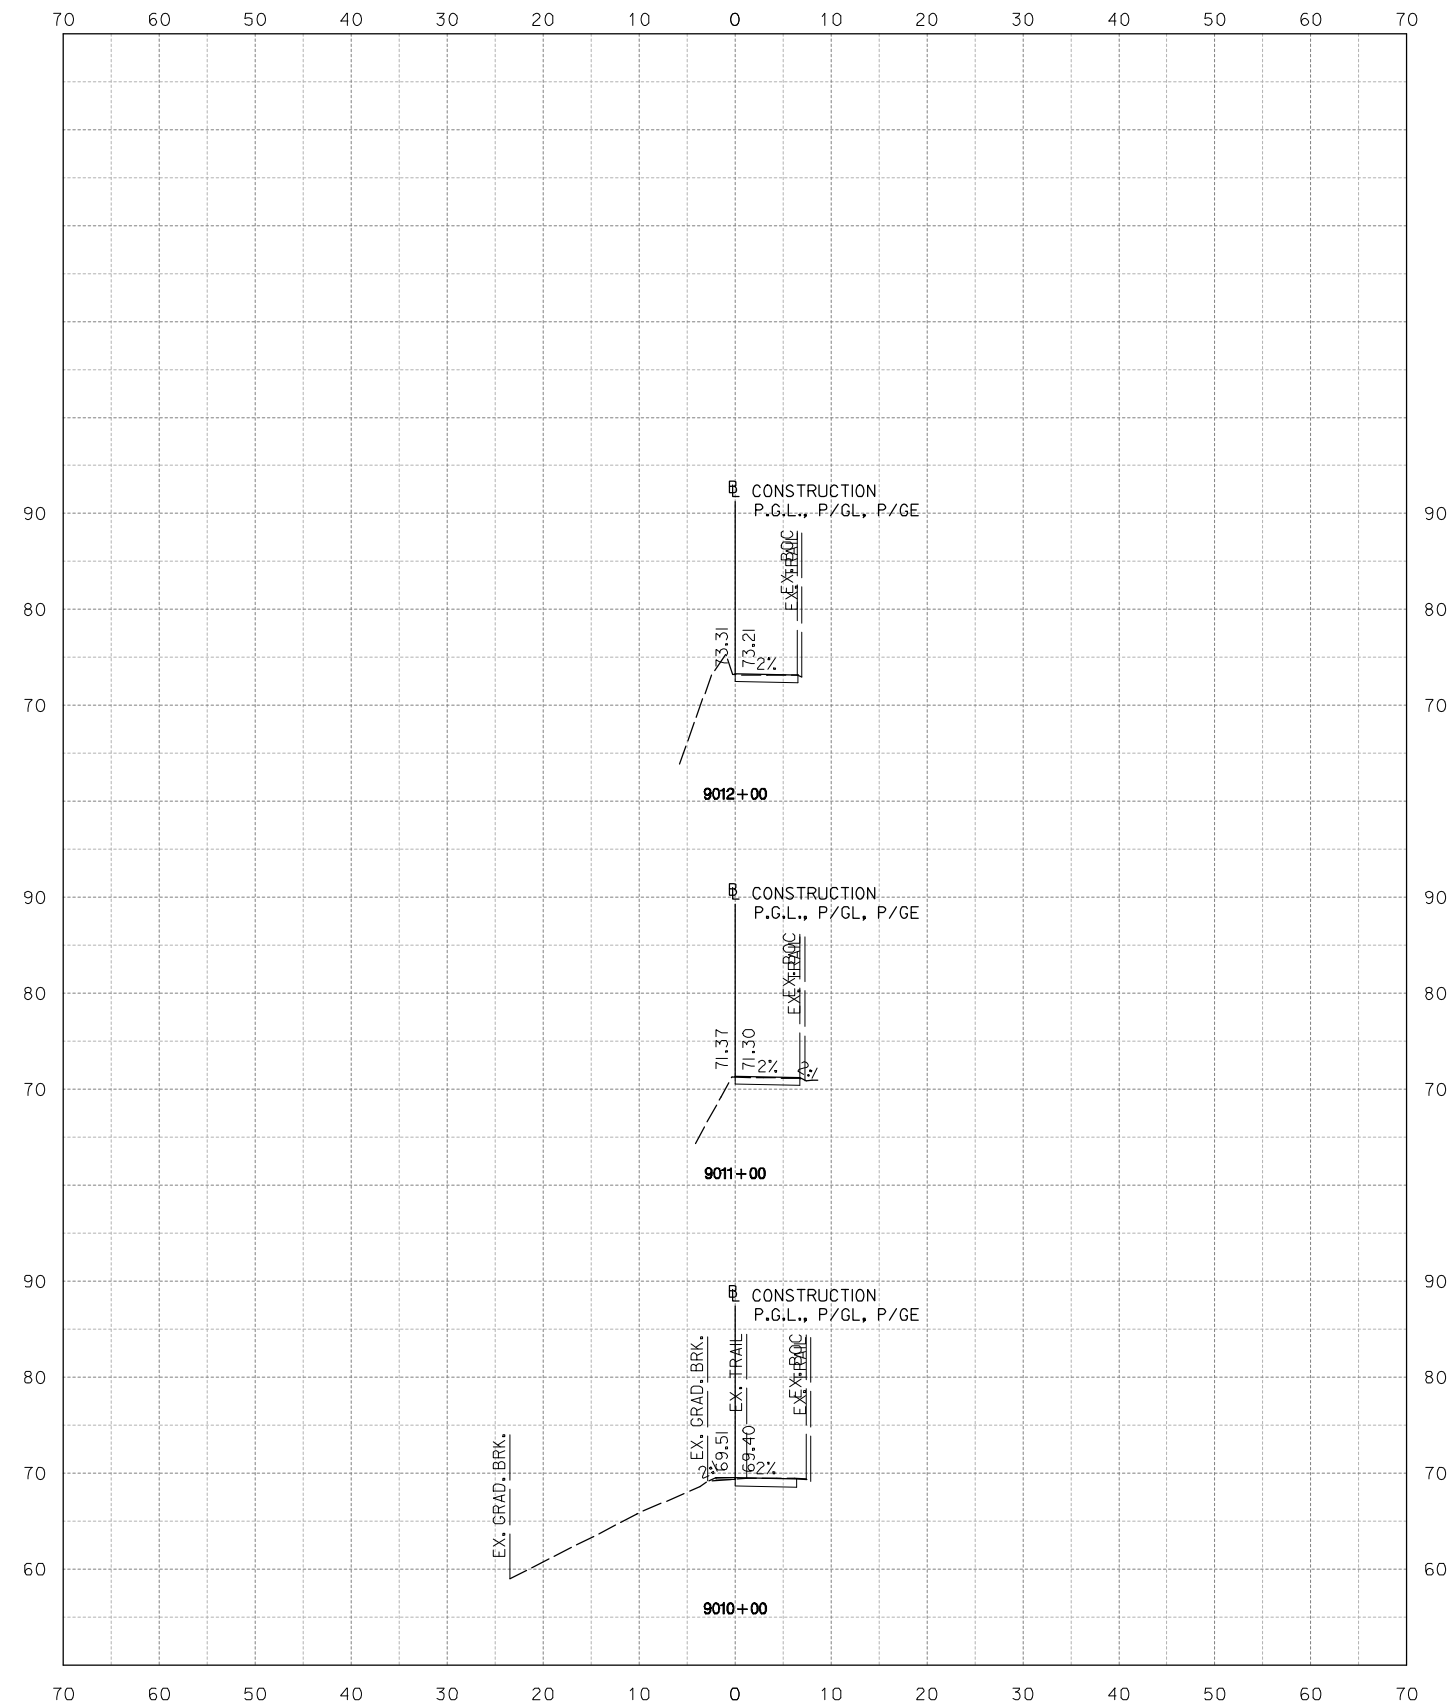 70 60 50 40 30 20 10 0 10 20 30 40 50 60 70
BL CONSTRUCTION
90 P.G.L., P/GL, P/GE 90
EX. BOC
EX. TRAIL
80 80
73.31 73.21
2%
70 70
9012+00
BL CONSTRUCTION
90 90
P.G.L., P/GL, P/GE
EX. BOC
EX. TRAIL
80 80
71.37 71.30
2% 2%
70 70
9011+00
90 90
BL CONSTRUCTION
P.G.L., P/GL, P/GE
EX. GRAD. BRK.
EX. TRAIL
EX. BOC
EX. TRAIL
80 80
69.51 69.40
2% 2%
70 70
EX. GRAD. BRK.
60 60
9010+00
70 60 50 40 30 20 10 0 10 20 30 40 50 60 70